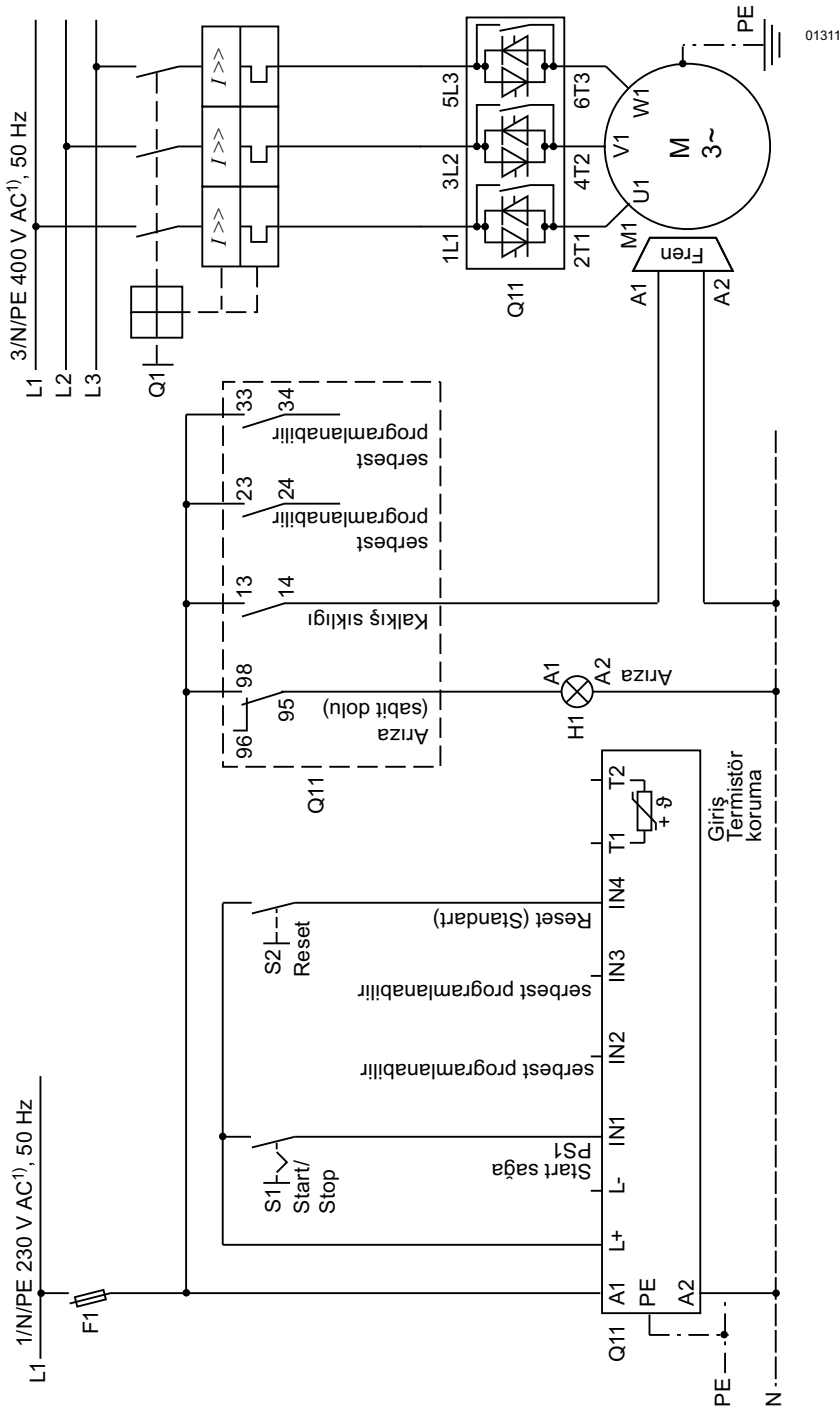 1/N/PE 230 V AC¹⁾, 50 Hz
L1
F1
3/N/PE 400 V AC¹⁾, 50 Hz
L1
L2
L3
Q1
I >>
I >>
I >>
1L1
3L2
5L3
Q11
2T1
4T2
6T3
M1
U1
V1
W1
M
3~
PE
Fren
A1
A2
96
98
95
Arıza
(sabit dolu)
13
14
Kalkış sıklıgı
23
24
serbest
programlanabilir
33
34
serbest
programlanabilir
Q11
H1
A1
A2
Arıza
S1
Start/
Stop
S2
Reset
Start sağa
PS1
serbest programlanabilir
serbest programlanabilir
Reset (Standart)
Q11
A1
PE
A2
L+
L-
IN1
IN2
IN3
IN4
T1
T2
+ ϑ
Giriş
Termistör
koruma
PE
N
01311